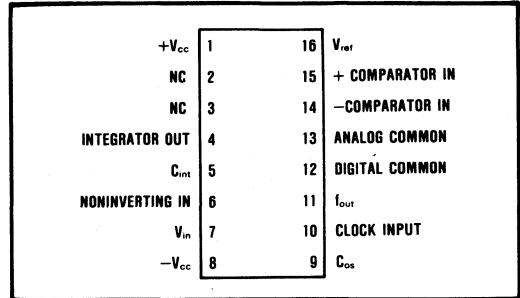 +Vcc 1 16 Vref
NC 2 15 + COMPARATOR IN
NC 3 14 −COMPARATOR IN
INTEGRATOR OUT 4 13 ANALOG COMMON
Cint 5 12 DIGITAL COMMON
NONINVERTING IN 6 11 fout
Vin 7 10 CLOCK INPUT
−Vcc 8 9 Cos